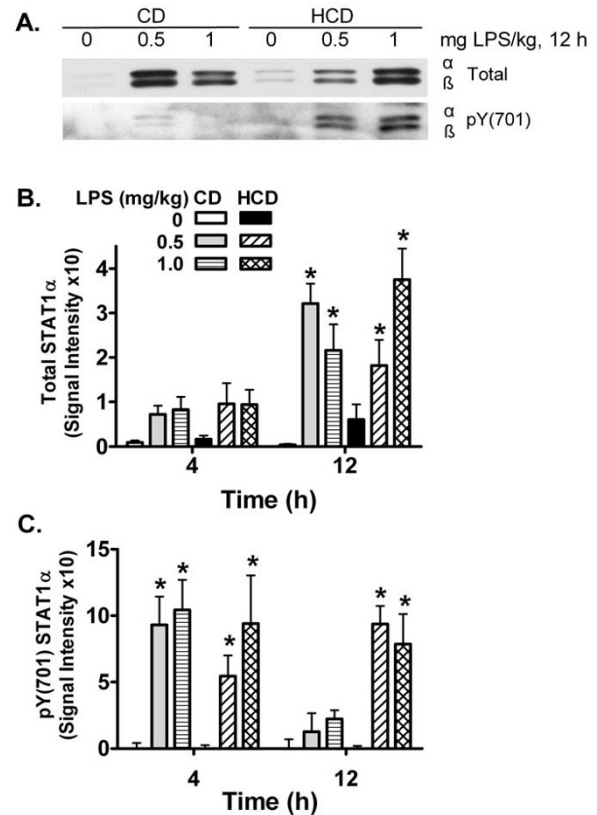 A.
CD HCD
0 0.5 1 0 0.5 1 mg LPS/kg, 12 h
α
ß Total
α
ß pY(701)
B.
LPS (mg/kg) CD HCD
0
0.5
1.0
Total STAT1α
(Signal Intensity x10)
4
3
2
1
0
* * * *
4 12
Time (h)
C.
pY(701) STAT1α
(Signal Intensity x10)
15
10
5
0
* * * * * *
4 12
Time (h)